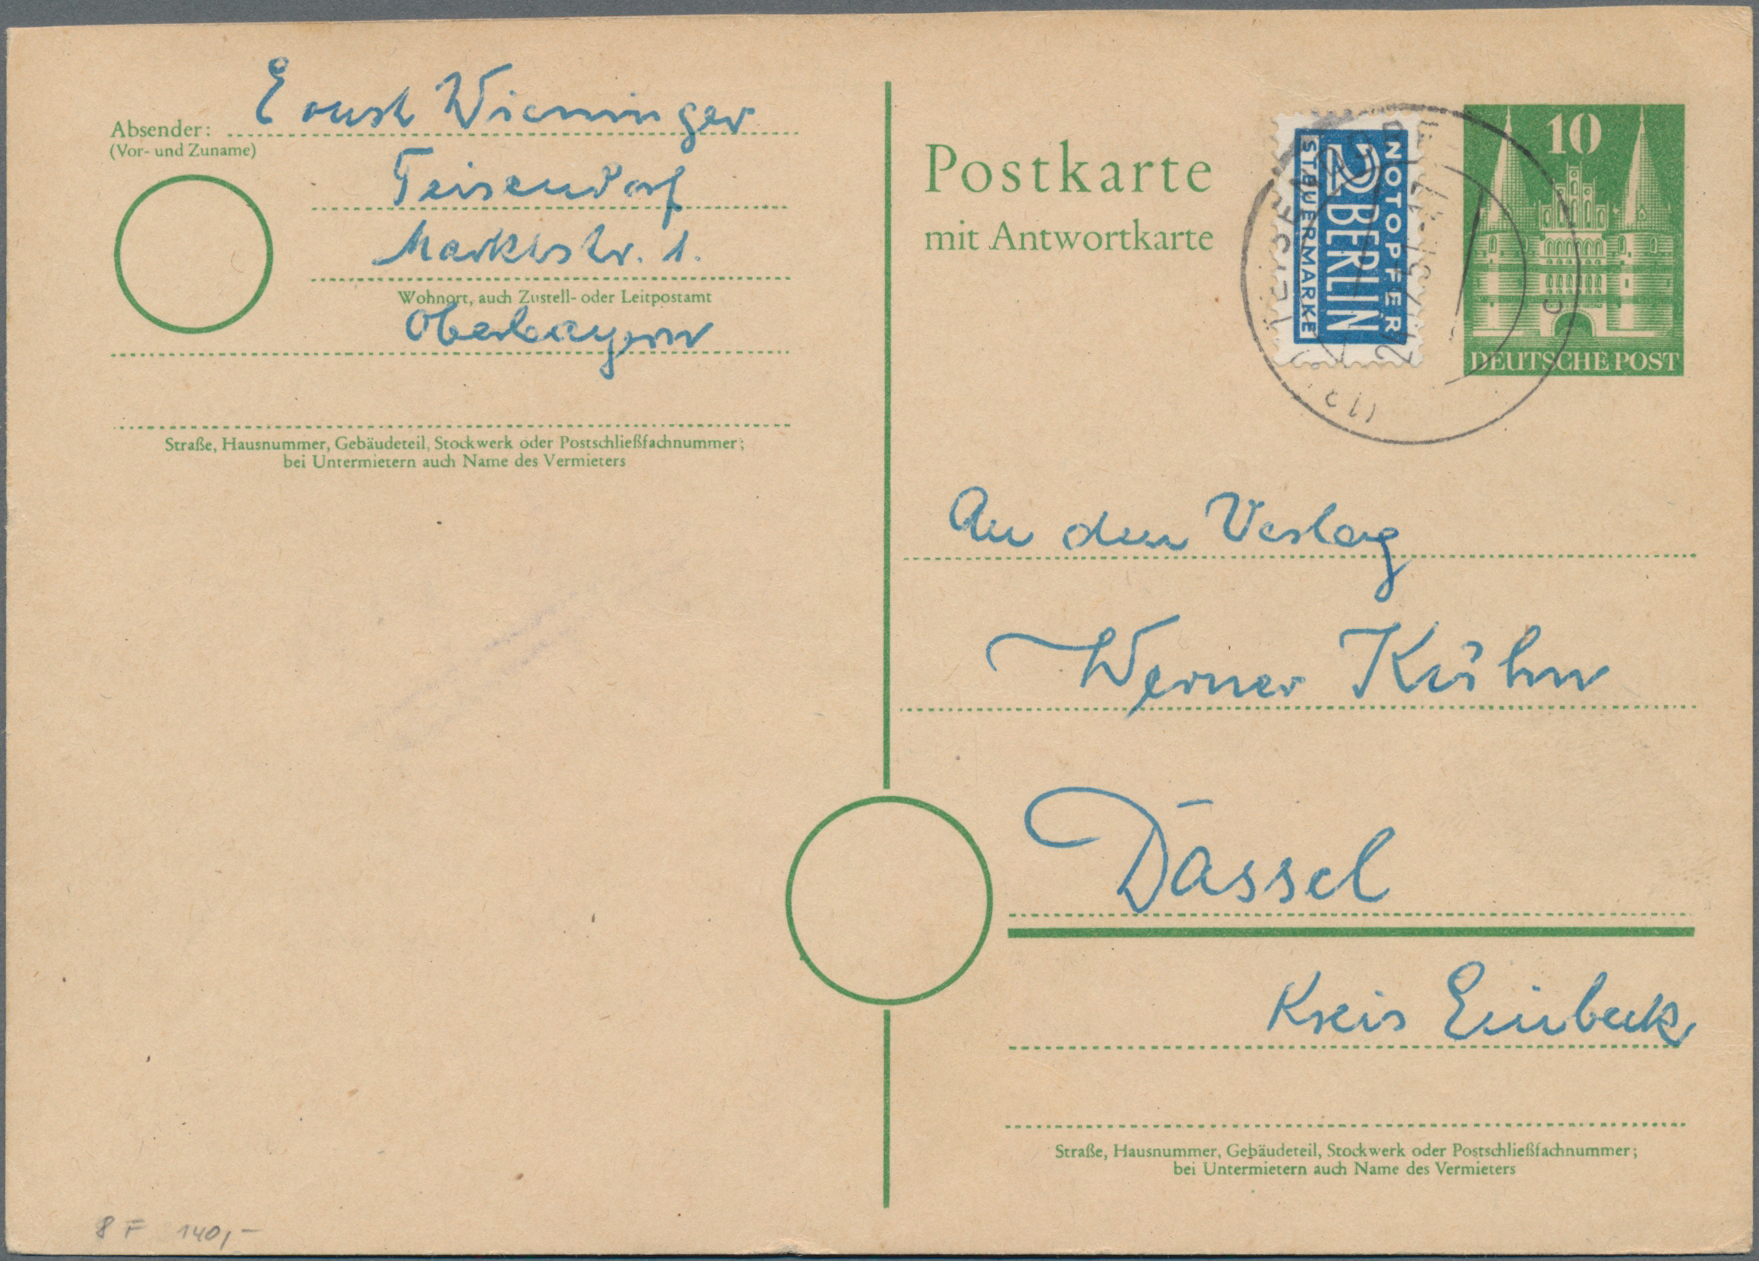 Absender: Ernst Wieninger
(Vor- und Zuname)
Teisendorf
Marktstr. 1.
Wohnort, auch Zustell- oder Leitpostamt
Oberbayern
Straße, Hausnummer, Gebäudeteil, Stockwerk oder Postschließfachnummer;
bei Untermietern auch Name des Vermieters
Postkarte
mit Antwortkarte
NOTOPFER
2 BERLIN
STEUERMARKE
TEISENDORF
10
DEUTSCHE POST
An den Verlag
Werner Kühn
Dassel
Kreis Einbeck
Straße, Hausnummer, Gebäudeteil, Stockwerk oder Postschließfachnummer;
bei Untermietern auch Name des Vermieters
8 F 140,-